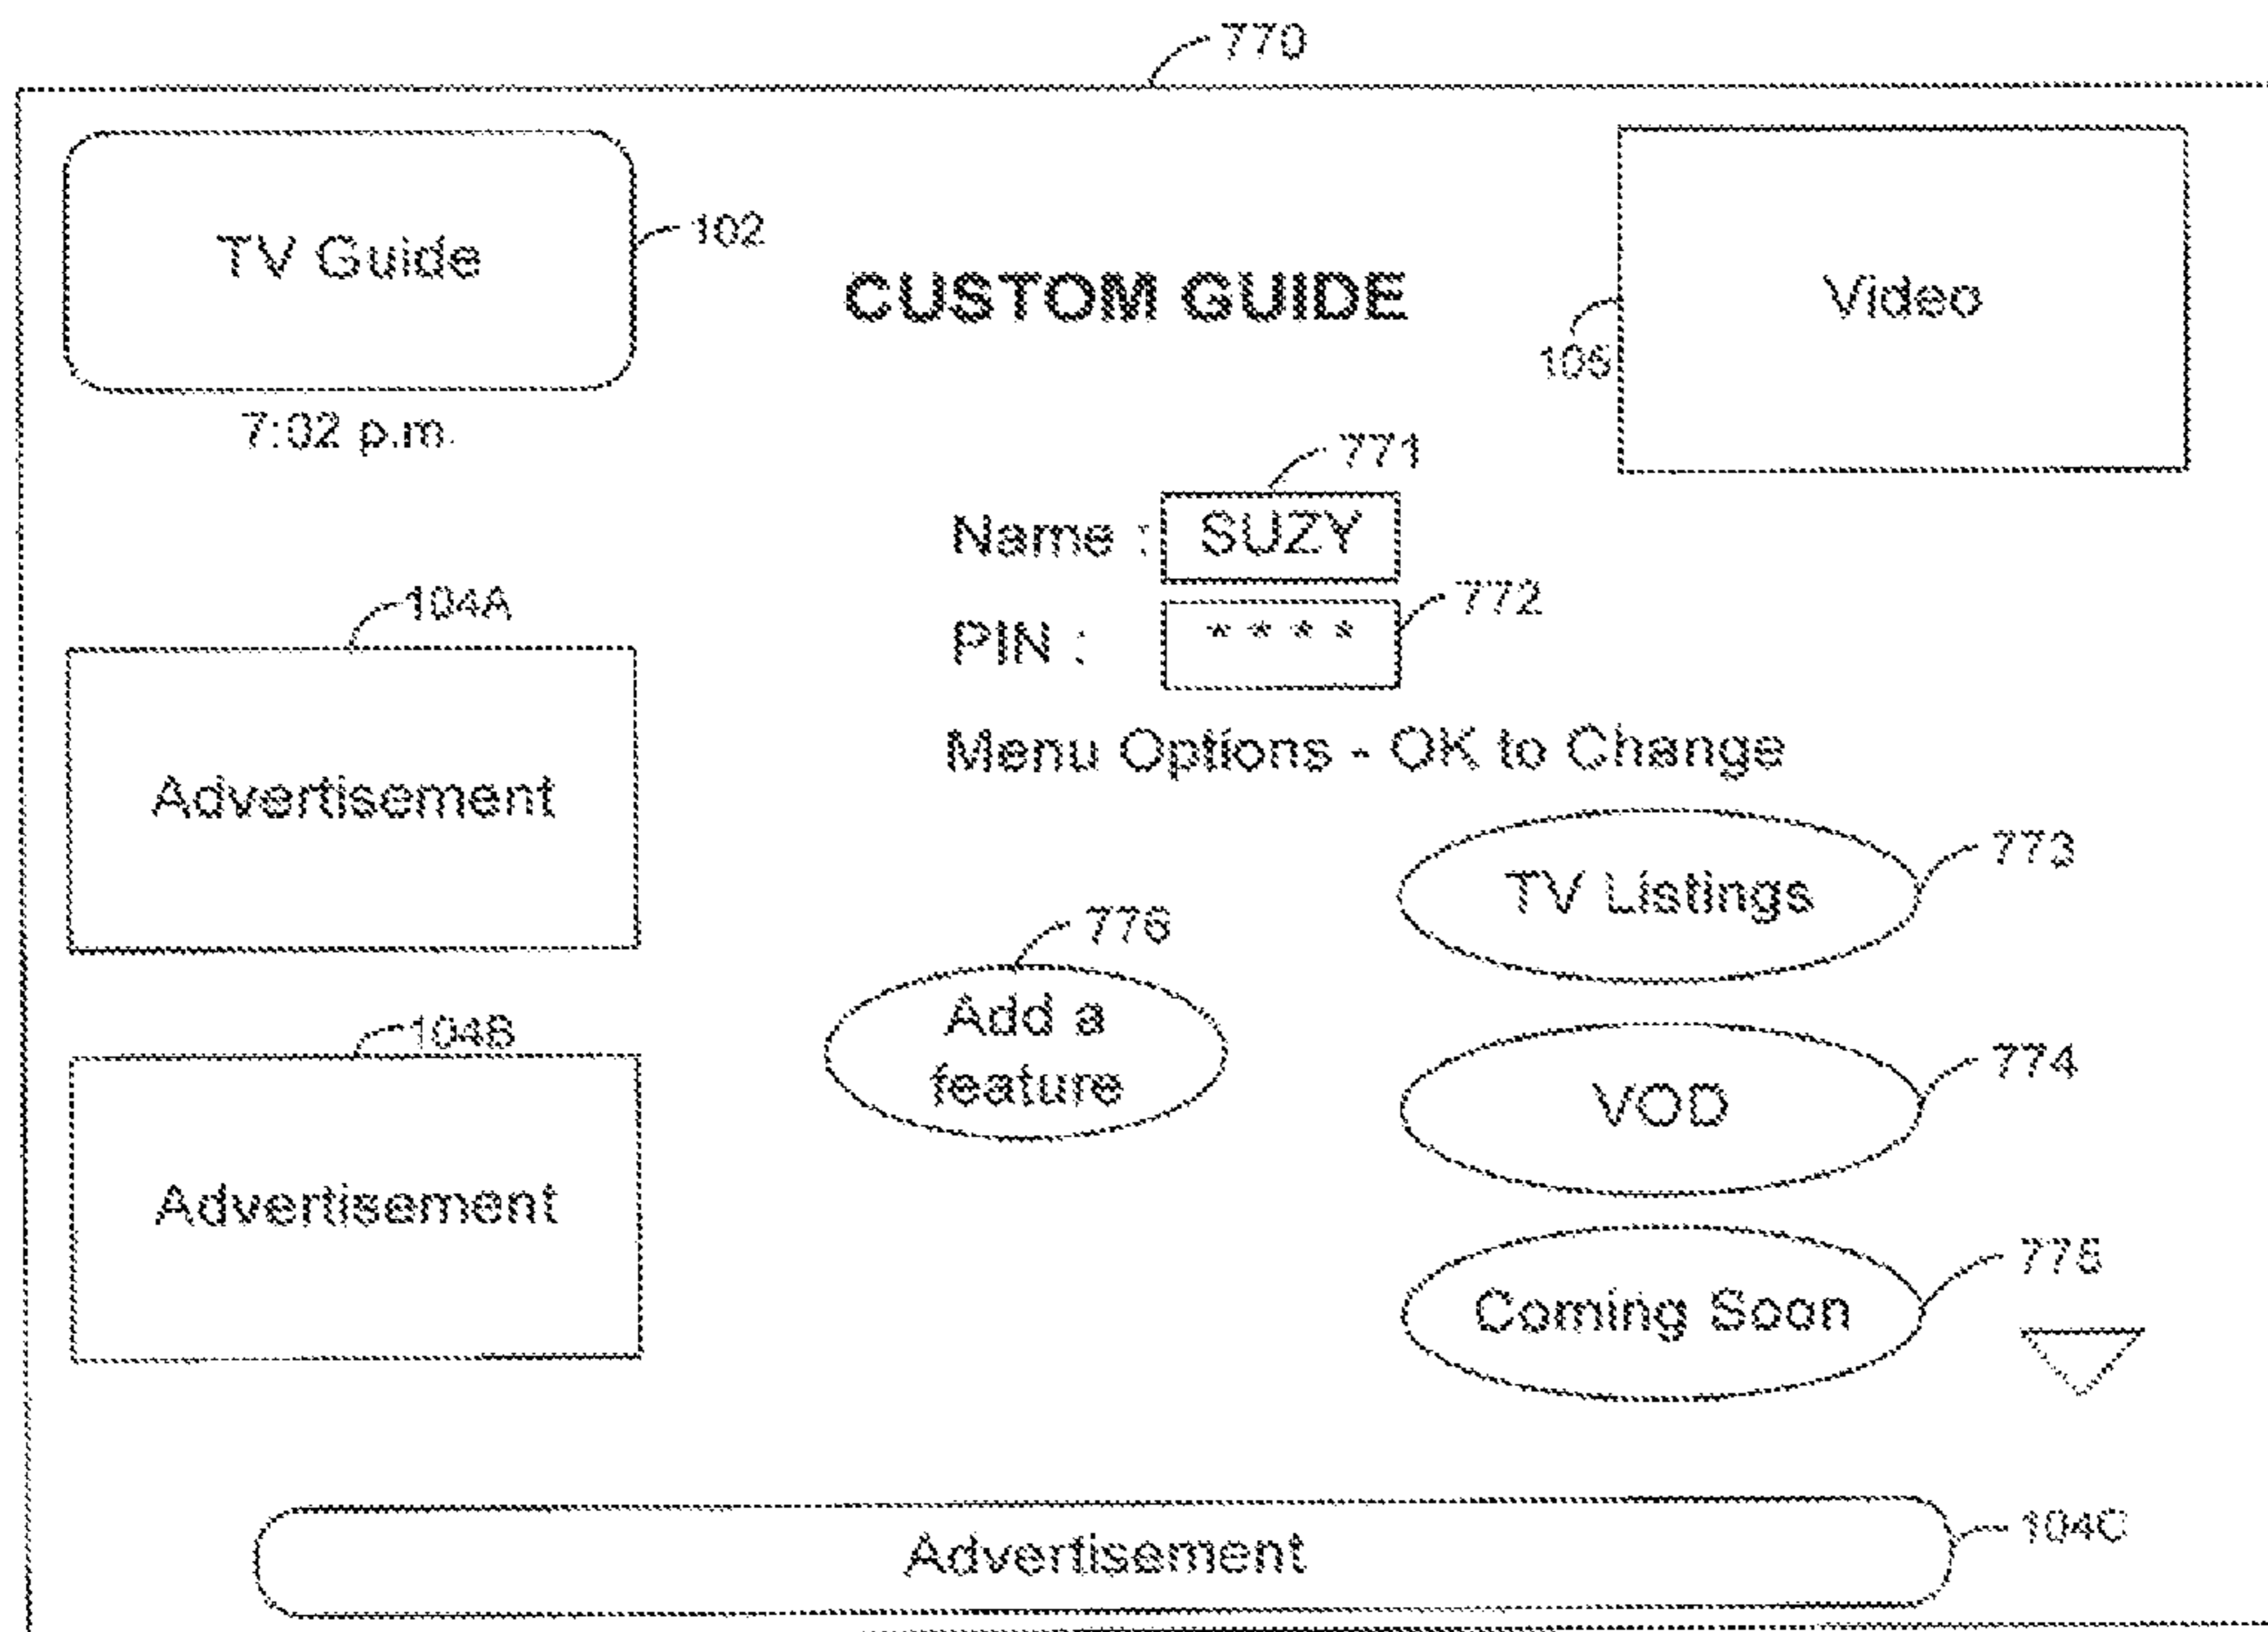 770
TV Guide
102
CUSTOM GUIDE
Video
105
7:02 p.m.
771
Name : SUZY
772
PIN : ****
104A
Menu Options - OK to Change
Advertisement
TV Listings
773
776
Add a
feature
104B
VOD
774
Advertisement
Coming Soon
775
Advertisement
104C